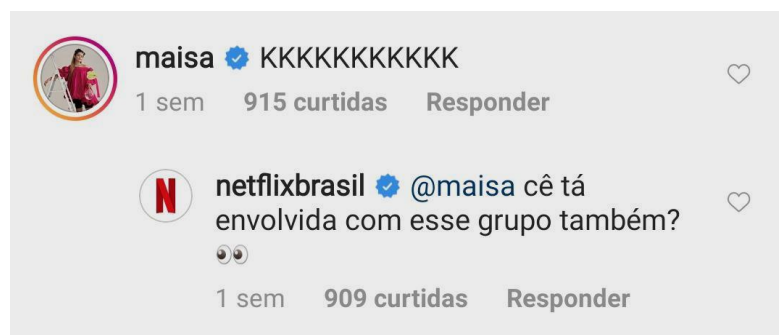 maisa KKKKKKKKKKK
1 sem 915 curtidas Responder
N
netflixbrasil @maisa cê tá
envolvida com esse grupo também?
👀
1 sem 909 curtidas Responder